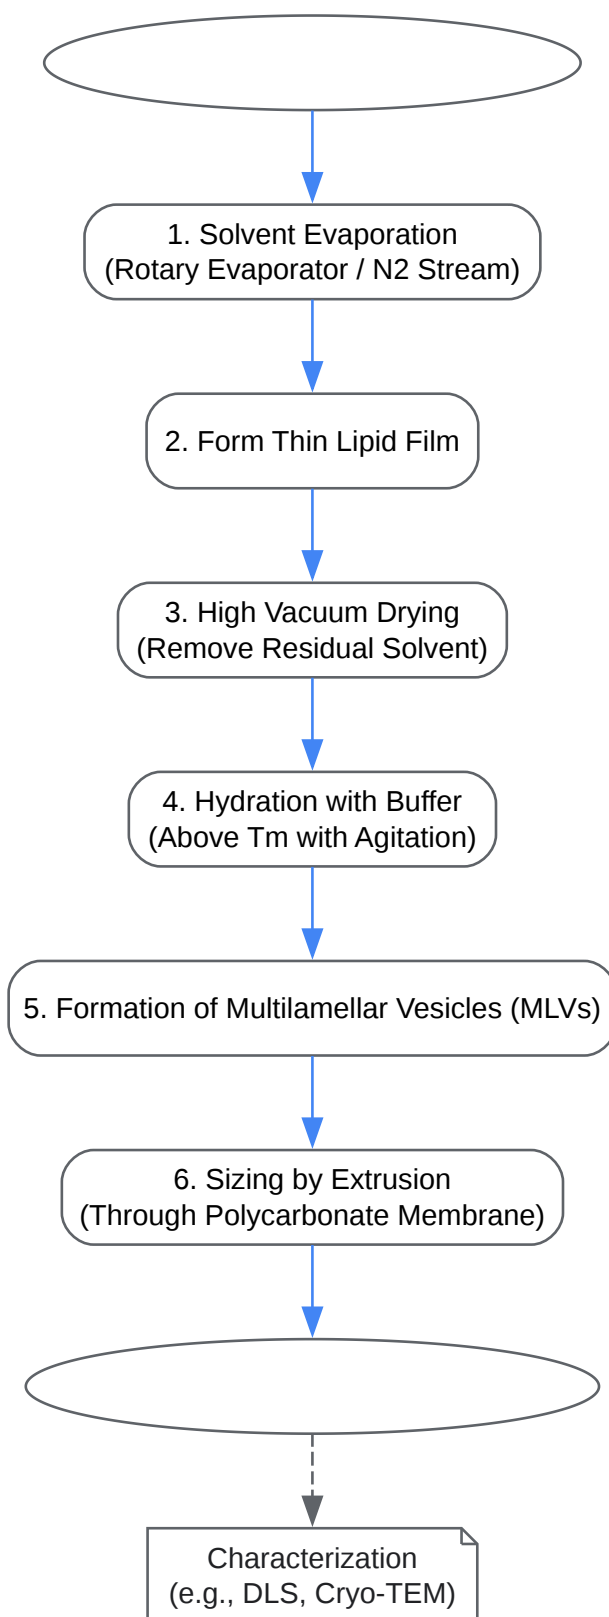 1. Solvent Evaporation
(Rotary Evaporator / N2 Stream)
2. Form Thin Lipid Film
3. High Vacuum Drying
(Remove Residual Solvent)
4. Hydration with Buffer
(Above Tm with Agitation)
5. Formation of Multilamellar Vesicles (MLVs)
6. Sizing by Extrusion
(Through Polycarbonate Membrane)
Characterization
(e.g., DLS, Cryo-TEM)